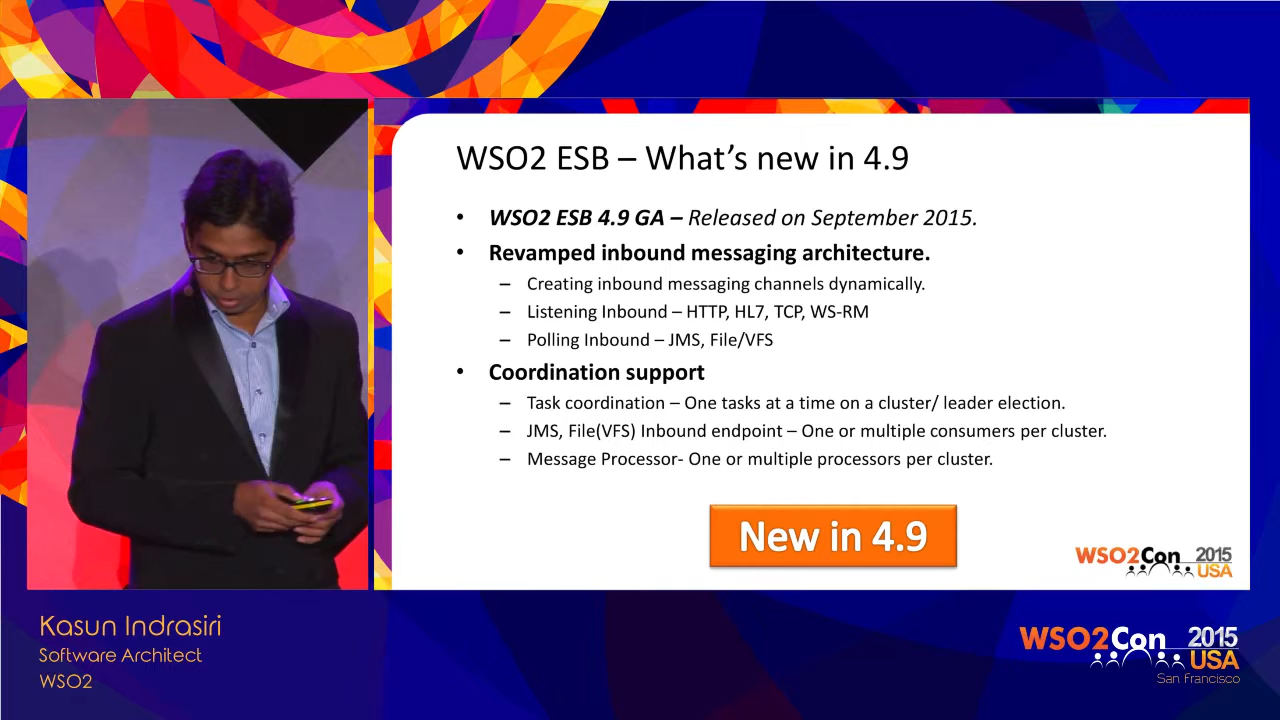 WSO2 ESB – What's new in 4.9
• WSO2 ESB 4.9 GA – Released on September 2015.
• Revamped inbound messaging architecture.
– Creating inbound messaging channels dynamically.
– Listening Inbound – HTTP, HL7, TCP, WS-RM
– Polling Inbound – JMS, File/VFS
• Coordination support
– Task coordination – One tasks at a time on a cluster/ leader election.
– JMS, File(VFS) Inbound endpoint – One or multiple consumers per cluster.
– Message Processor- One or multiple processors per cluster.
New in 4.9
WSO2Con 2015
USA
Kasun Indrasiri
Software Architect
WSO2
WSO2Con 2015
USA
San Francisco